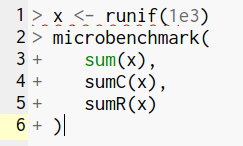 1 > x <- runif(1e3)
2 > microbenchmark(
3 +     sum(x),
4 +     sumC(x),
5 +     sumR(x)
6 + )